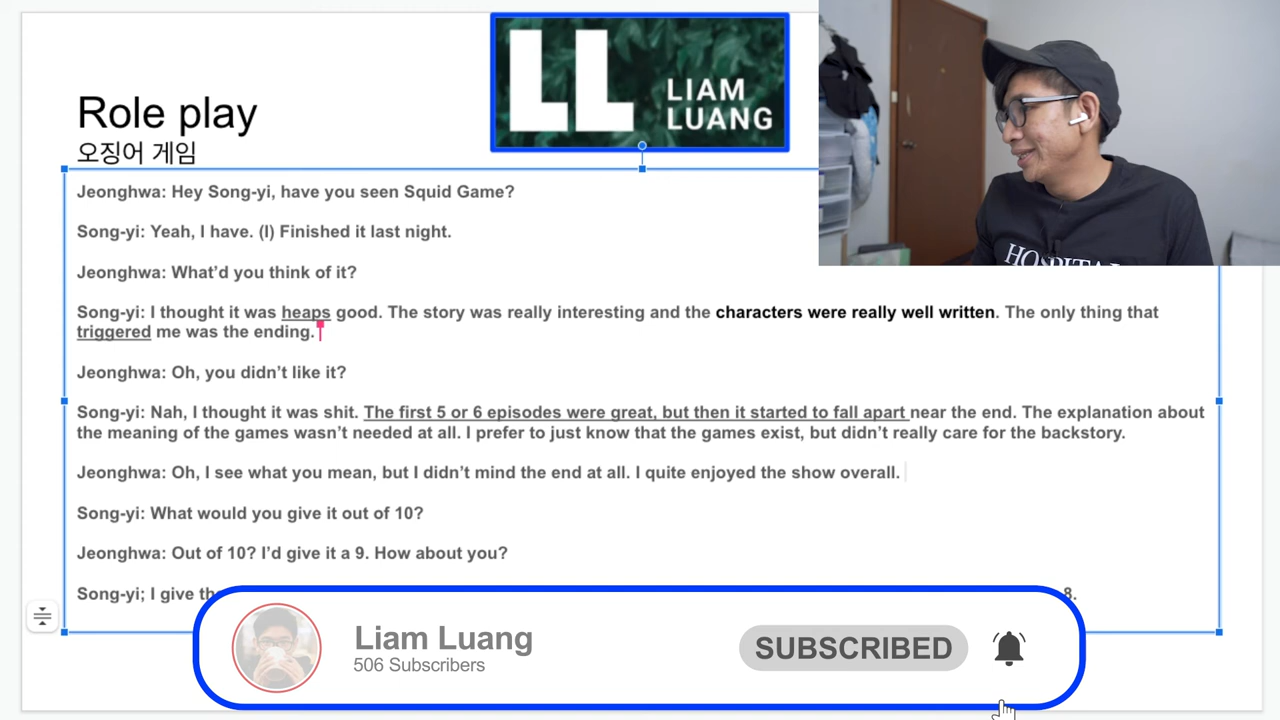 LL LIAM
LUANG
Role play
오징어 게임
Jeonghwa: Hey Song-yi, have you seen Squid Game?
Song-yi: Yeah, I have. (I) Finished it last night.
Jeonghwa: What'd you think of it?
Song-yi: I thought it was heaps good. The story was really interesting and the characters were really well written. The only thing that
triggered me was the ending.
Jeonghwa: Oh, you didn't like it?
Song-yi: Nah, I thought it was shit. The first 5 or 6 episodes were great, but then it started to fall apart near the end. The explanation about
the meaning of the games wasn't needed at all. I prefer to just know that the games exist, but didn't really care for the backstory.
Jeonghwa: Oh, I see what you mean, but I didn't mind the end at all. I quite enjoyed the show overall.
Song-yi: What would you give it out of 10?
Jeonghwa: Out of 10? I'd give it a 9. How about you?
Song-yi; I give 8.
Liam Luang
506 Subscribers
SUBSCRIBED